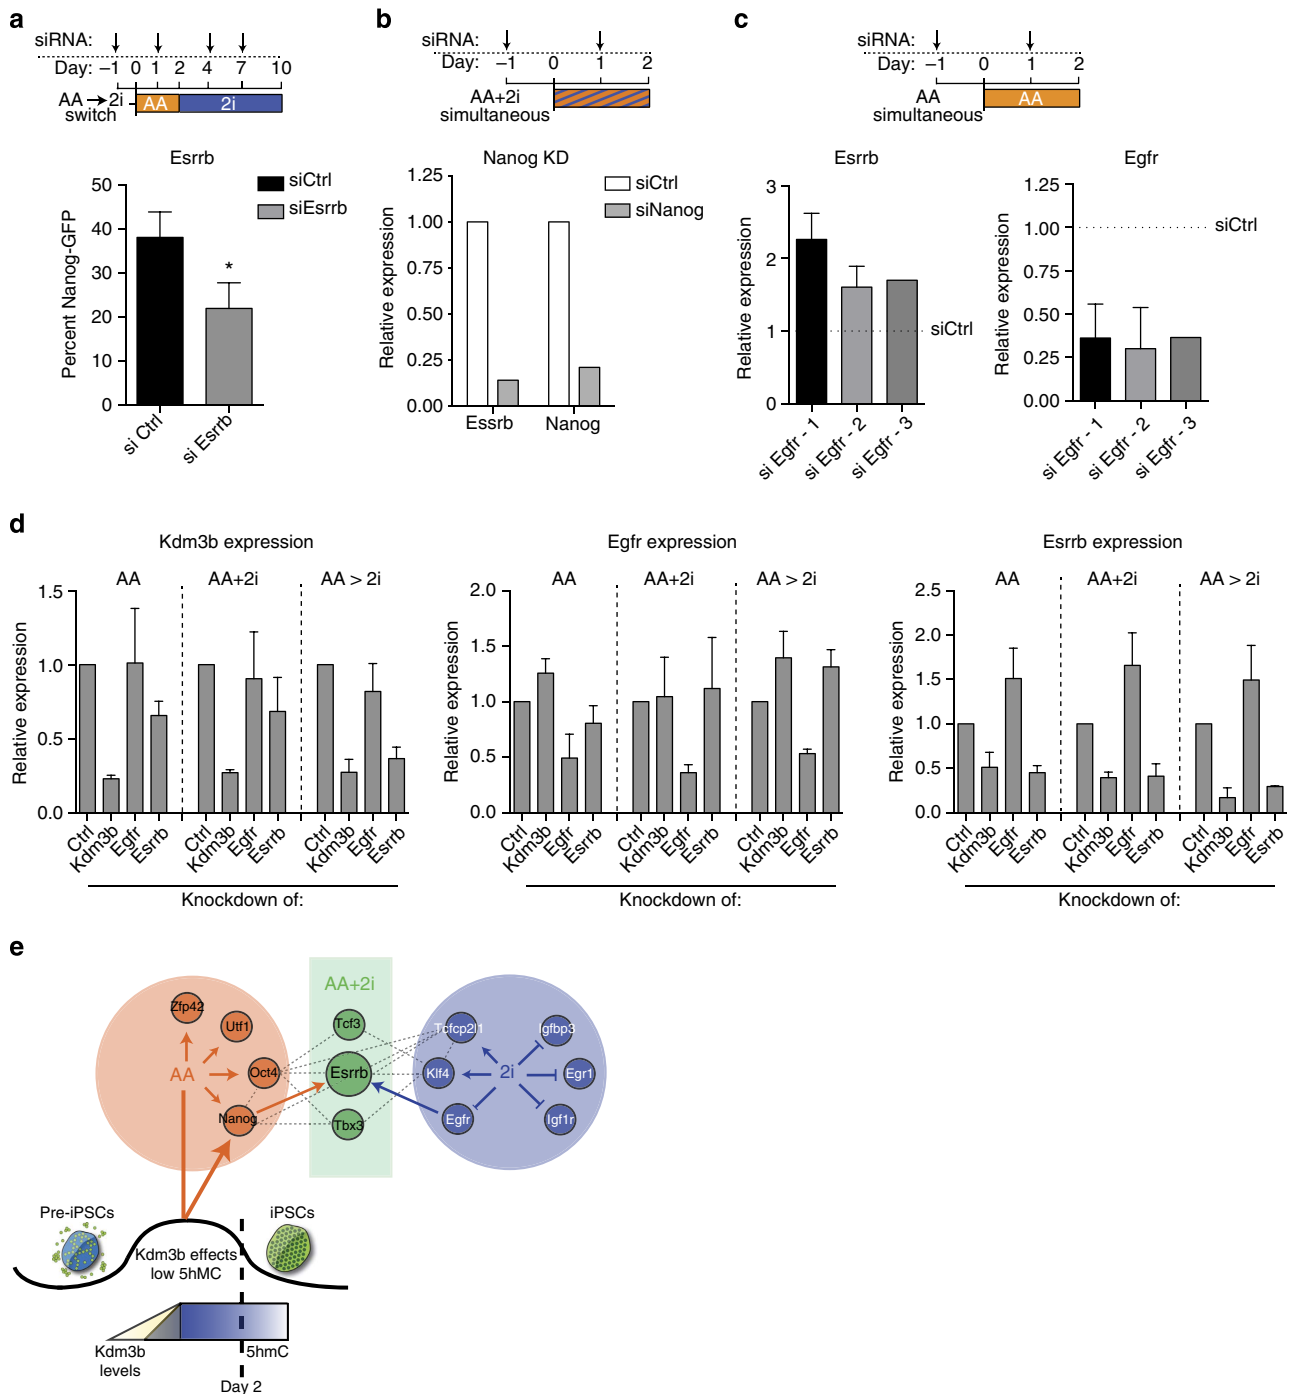 a
siRNA:
Day: –1 0 1 2 4 7 10
AA → 2i
switch
AA
2i
Esrrb
siCtrl
siEsrrb
Percent Nanog-GFP
50
40
30
20
10
0
si Ctrl
si Esrrb
*
b
siRNA:
Day: –1 0 1 2
AA+2i
simultaneous
Nanog KD
siCtrl
siNanog
Relative expression
1.25
1.00
0.75
0.50
0.25
0.00
Essrb
Nanog
c
siRNA:
Day: –1 0 1 2
AA
simultaneous
AA
Esrrb
Relative expression
3
2
1
0
siCtrl
si Egfr - 1
si Egfr - 2
si Egfr - 3
Egfr
Relative expression
1.25
1.00
0.75
0.50
0.25
0.00
siCtrl
si Egfr - 1
si Egfr - 2
si Egfr - 3
d
Kdm3b expression
AA
AA+2i
AA > 2i
Relative expression
1.5
1.0
0.5
0.0
Ctrl
Kdm3b
Egfr
Esrrb
Ctrl
Kdm3b
Egfr
Esrrb
Ctrl
Kdm3b
Egfr
Esrrb
Knockdown of:
Egfr expression
AA
AA+2i
AA > 2i
Relative expression
2.0
1.5
1.0
0.5
0.0
Ctrl
Kdm3b
Egfr
Esrrb
Ctrl
Kdm3b
Egfr
Esrrb
Ctrl
Kdm3b
Egfr
Esrrb
Knockdown of:
Esrrb expression
AA
AA+2i
AA > 2i
Relative expression
2.5
2.0
1.5
1.0
0.5
0.0
Ctrl
Kdm3b
Egfr
Esrrb
Ctrl
Kdm3b
Egfr
Esrrb
Ctrl
Kdm3b
Egfr
Esrrb
Knockdown of:
e
Zfp42
Utf1
AA
Oct4
Nanog
AA+2i
Tcf3
Esrrb
Tbx3
Tcfcp2l1
Klf4
Egfr
2i
Igfbp3
Egr1
Igf1r
Pre-iPSCs
iPSCs
Kdm3b effects
low 5hMC
Kdm3b
levels
5hmC
Day 2